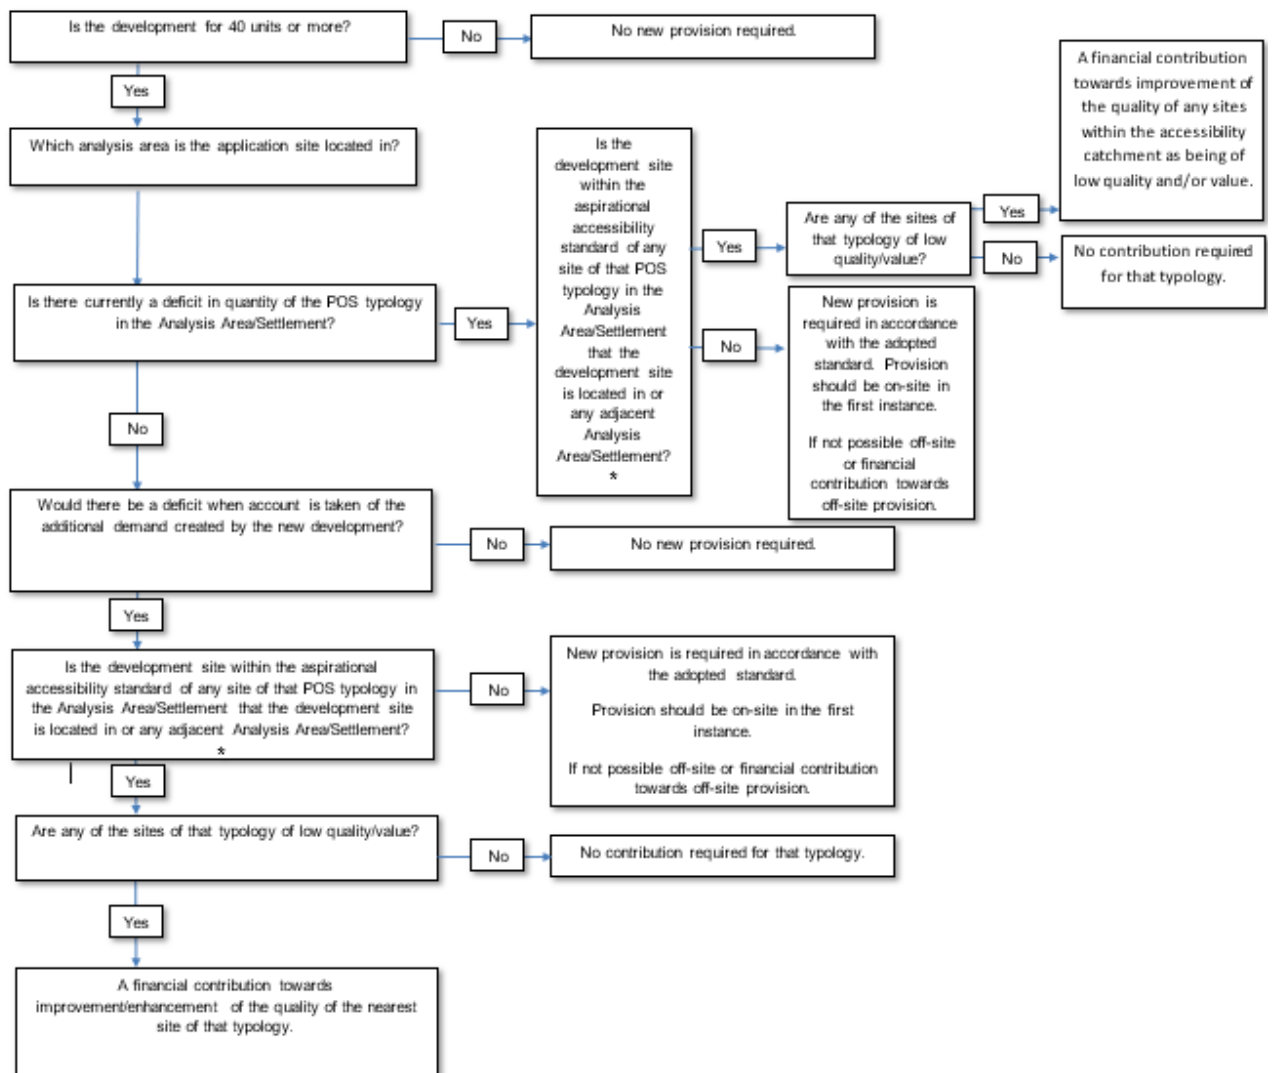 Is the development for 40 units or more?
No
No new provision required.
Yes
A financial contribution
towards improvement of
the quality of any sites
within the accessibility
catchment as being of
low quality and/or value.
Which analysis area is the application site located in?
Is the
development site
within the
aspirational
accessibility
standard of any
site of that POS
typology in the
Analysis
Area/Settlement
that the
development site
is located in or
any adjacent
Analysis
Area/Settlement?
*
Yes
Are any of the sites of
that typology of low
quality/value?
Yes
No
No contribution required
for that typology.
Is there currently a deficit in quantity of the POS typology
in the Analysis Area/Settlement?
Yes
No
New provision is
required in accordance
with the adopted
standard. Provision
should be on-site in
the first instance.
If not possible off-site
or financial
contribution towards
off-site provision.
No
Would there be a deficit when account is taken of the
additional demand created by the new development?
No
No new provision required.
Yes
Is the development site within the aspirational
accessibility standard of any site of that POS typology in
the Analysis Area/Settlement that the development site
is located in or any adjacent Analysis Area/Settlement?
*
No
New provision is required in accordance with
the adopted standard.
Provision should be on-site in the first
instance.
If not possible off-site or financial contribution
towards off-site provision.
Yes
Are any of the sites of that typology of low quality/value?
No
No contribution required for that typology.
Yes
A financial contribution towards
improvement/enhancement of the quality of the nearest
site of that typology.